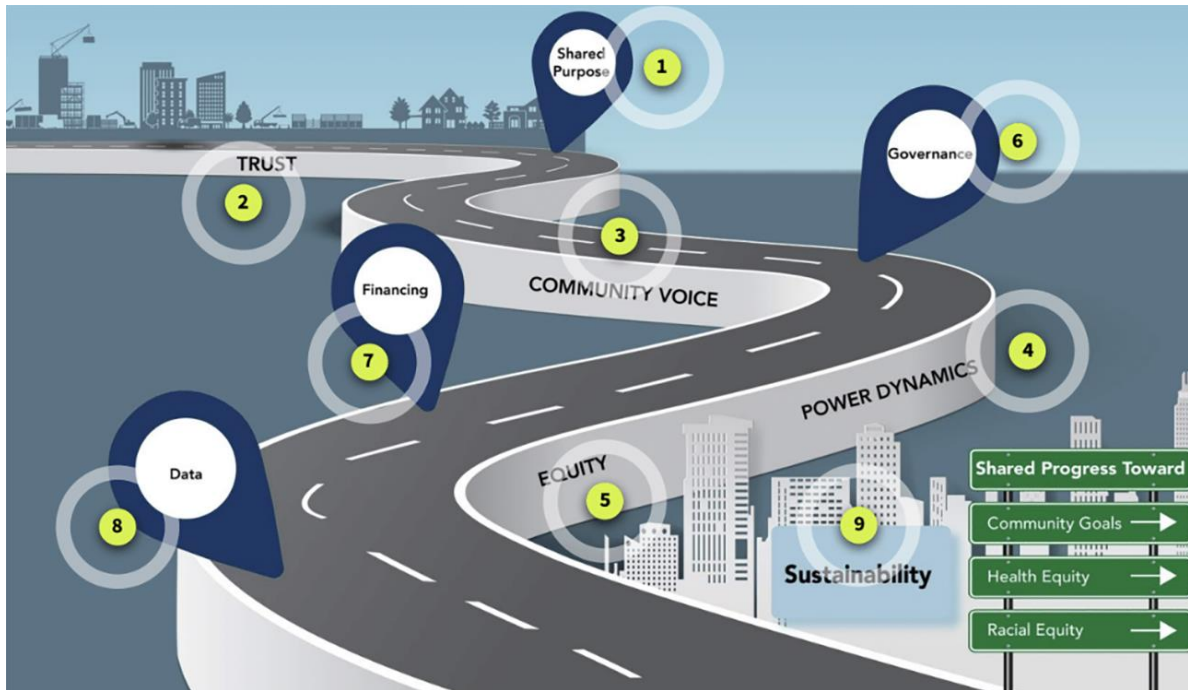 Shared
Purpose
1
Governance
6
TRUST
2
3
COMMUNITY VOICE
Financing
7
4
POWER DYNAMICS
Data
8
EQUITY
5
9
Sustainability
Shared Progress Toward
Community Goals
Health Equity
Racial Equity